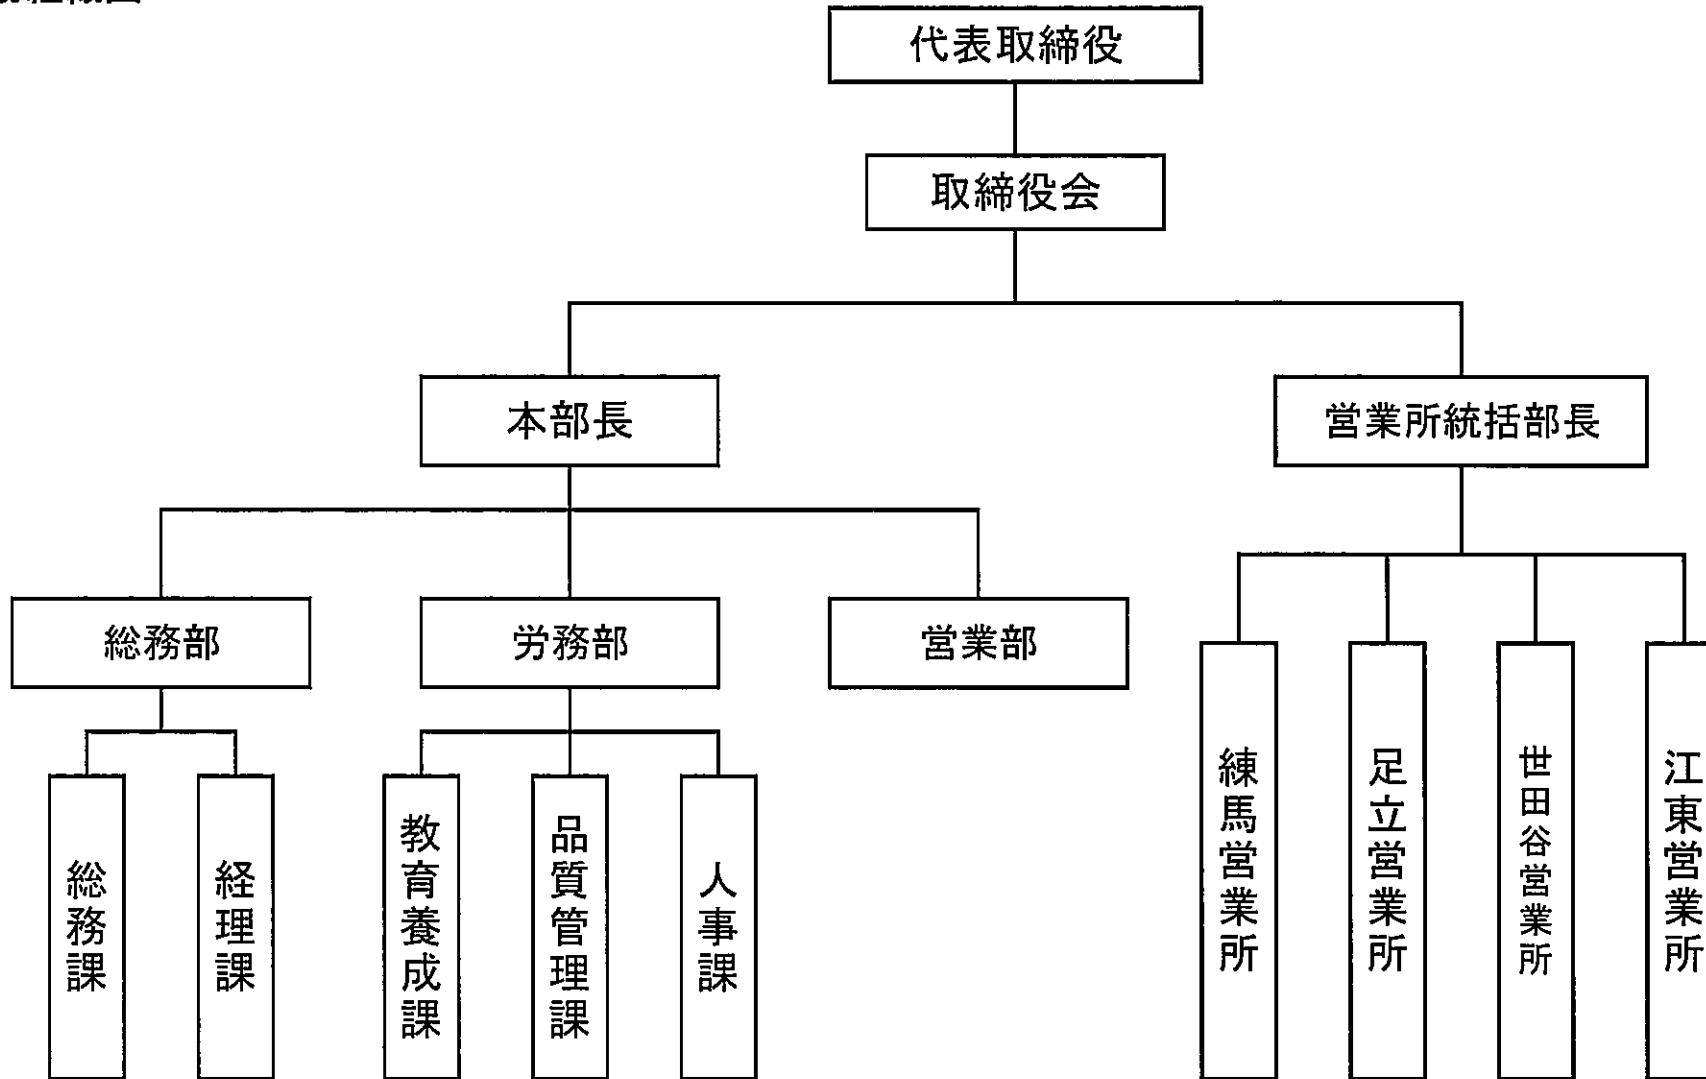 代表取締役
取締役会
本部長
営業所統括部長
総務部
労務部
営業部
総務課
経理課
教育養成課
品質管理課
人事課
練馬営業所
足立営業所
世田谷営業所
江東営業所